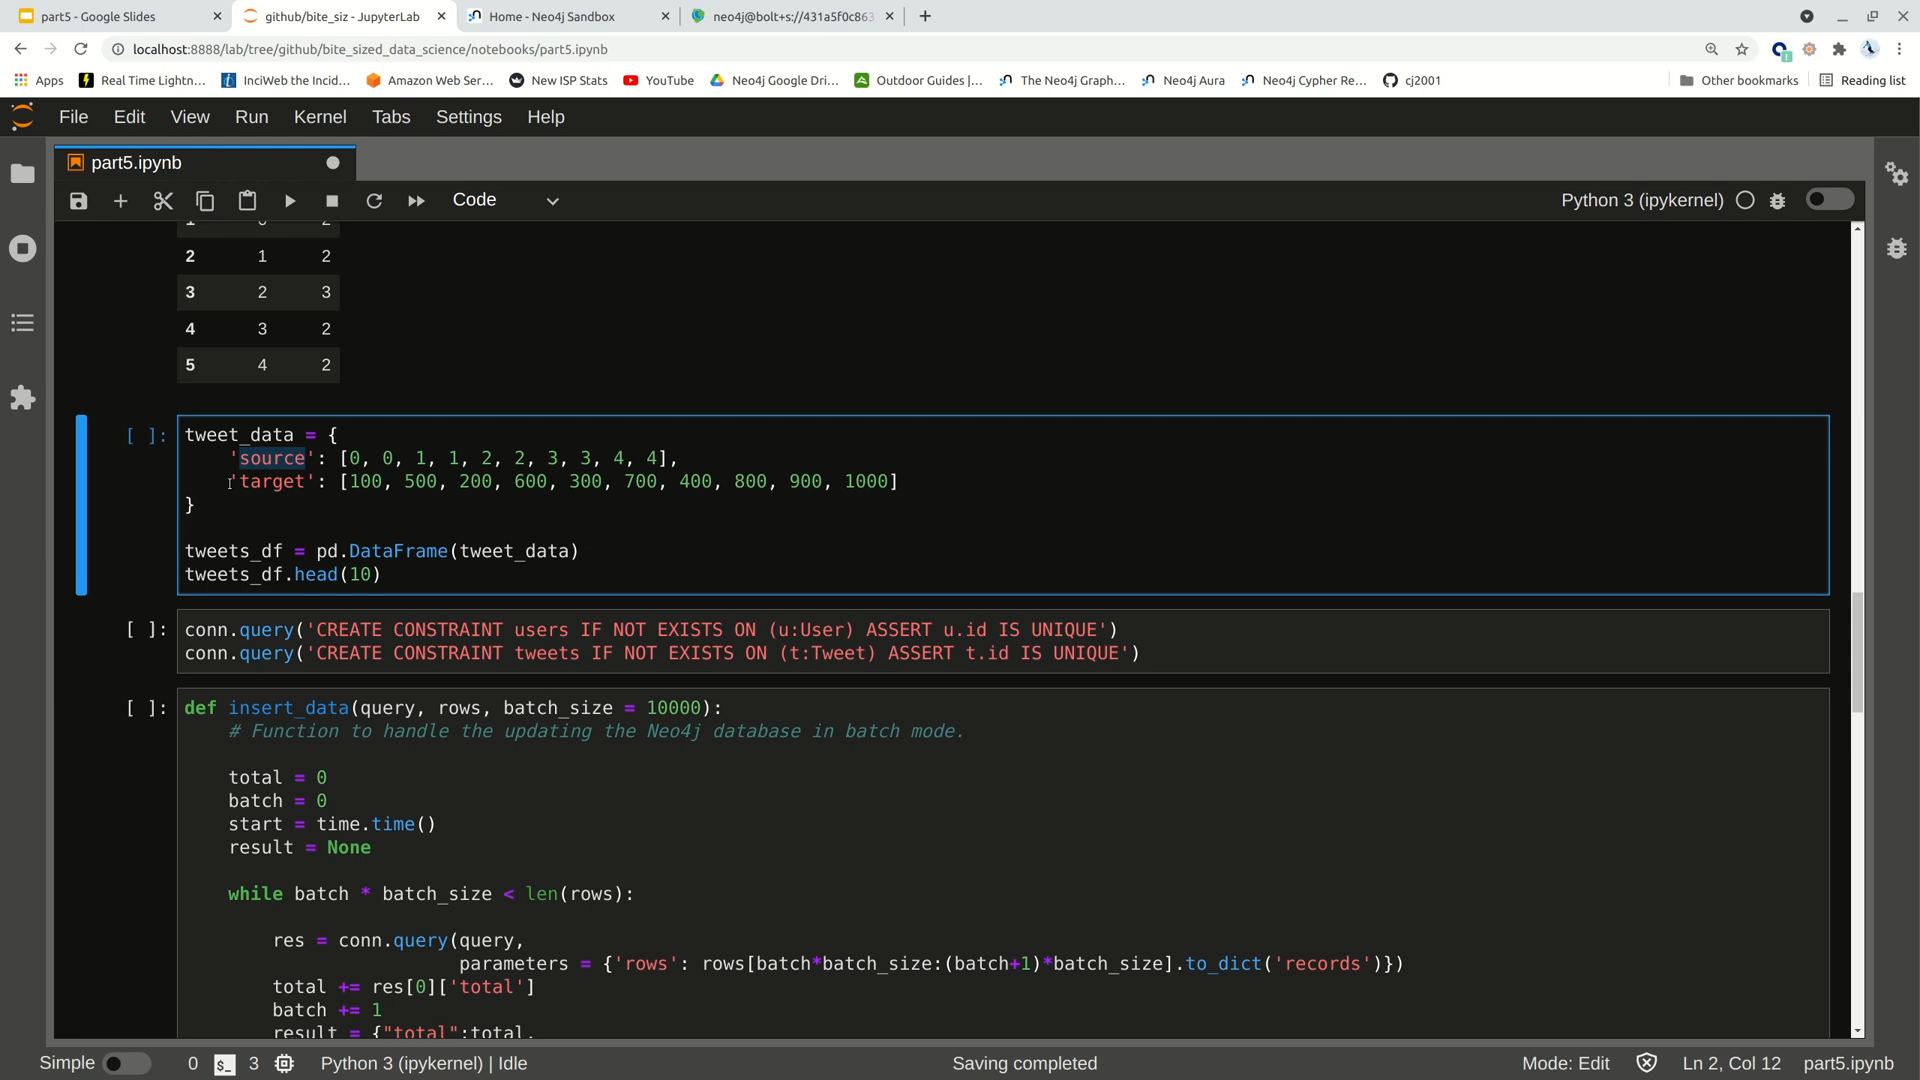 part5 - Google Slides
github/bite_siz - JupyterLab
Home - Neo4j Sandbox
neo4j@bolt+s://431a5f0c863
localhost:8888/lab/tree/github/bite_sized_data_science/notebooks/part5.ipynb
Apps
Real Time Lightn...
InciWeb the Incid...
Amazon Web Ser...
New ISP Stats
YouTube
Neo4j Google Dri...
Outdoor Guides |...
The Neo4j Graph...
Neo4j Aura
Neo4j Cypher Re...
cj2001
Other bookmarks
Reading list
File Edit View Run Kernel Tabs Settings Help
part5.ipynb
Code
Python 3 (ipykernel)
2 1 2
3 2 3
4 3 2
5 4 2
[ ]: tweet_data = {
'source': [0, 0, 1, 1, 2, 2, 3, 3, 4, 4],
'target': [100, 500, 200, 600, 300, 700, 400, 800, 900, 1000]
}
tweets_df = pd.DataFrame(tweet_data)
tweets_df.head(10)
[ ]: conn.query('CREATE CONSTRAINT users IF NOT EXISTS ON (u:User) ASSERT u.id IS UNIQUE')
conn.query('CREATE CONSTRAINT tweets IF NOT EXISTS ON (t:Tweet) ASSERT t.id IS UNIQUE')
[ ]: def insert_data(query, rows, batch_size = 10000):
# Function to handle the updating the Neo4j database in batch mode.
total = 0
batch = 0
start = time.time()
result = None
while batch * batch_size < len(rows):
res = conn.query(query,
parameters = {'rows': rows[batch*batch_size:(batch+1)*batch_size].to_dict('records')})
total += res[0]['total']
batch += 1
result = {"total":total,
Simple 0 $_ 3 Python 3 (ipykernel) | Idle
Saving completed
Mode: Edit
Ln 2, Col 12
part5.ipynb